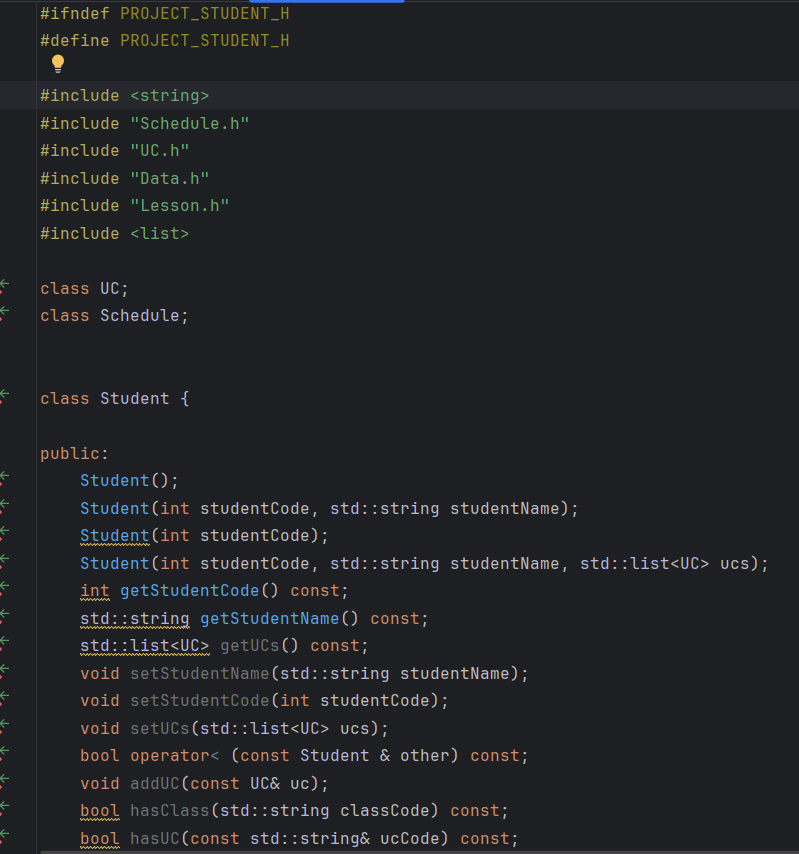 #ifndef PROJECT_STUDENT_H
#define PROJECT_STUDENT_H
#include <string>
#include "Schedule.h"
#include "UC.h"
#include "Data.h"
#include "Lesson.h"
#include <list>
class UC;
class Schedule;
class Student {
public:
    Student();
    Student(int studentCode, std::string studentName);
    Student(int studentCode);
    Student(int studentCode, std::string studentName, std::list<UC> ucs);
    int getStudentCode() const;
    std::string getStudentName() const;
    std::list<UC> getUCs() const;
    void setStudentName(std::string studentName);
    void setStudentCode(int studentCode);
    void setUCs(std::list<UC> ucs);
    bool operator< (const Student & other) const;
    void addUC(const UC& uc);
    bool hasClass(std::string classCode) const;
    bool hasUC(const std::string& ucCode) const;